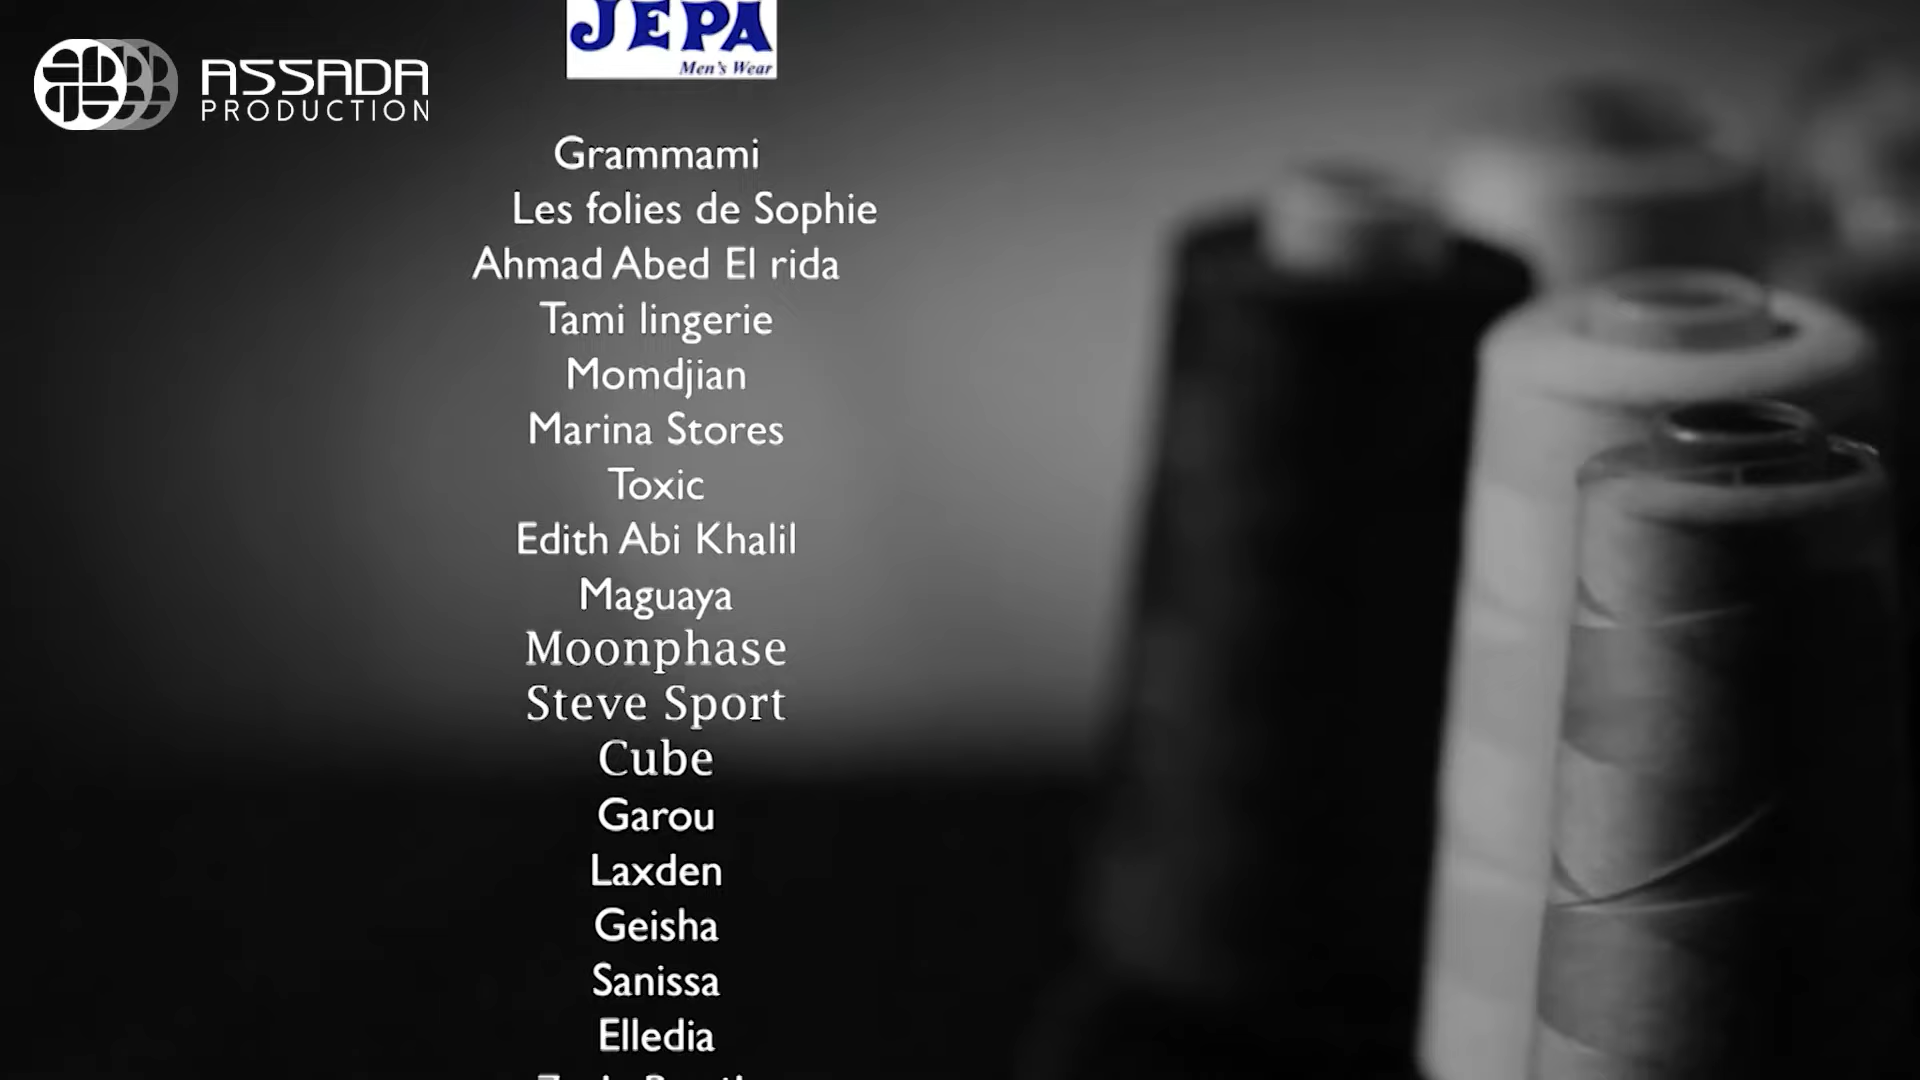 JEPA
Men's Wear
ASSADA
PRODUCTION
Grammami
Les folies de Sophie
Ahmad Abed El rida
Tami lingerie
Momdjian
Marina Stores
Toxic
Edith Abi Khalil
Maguaya
Moonphase
Steve Sport
Cube
Garou
Laxden
Geisha
Sanissa
Elledia